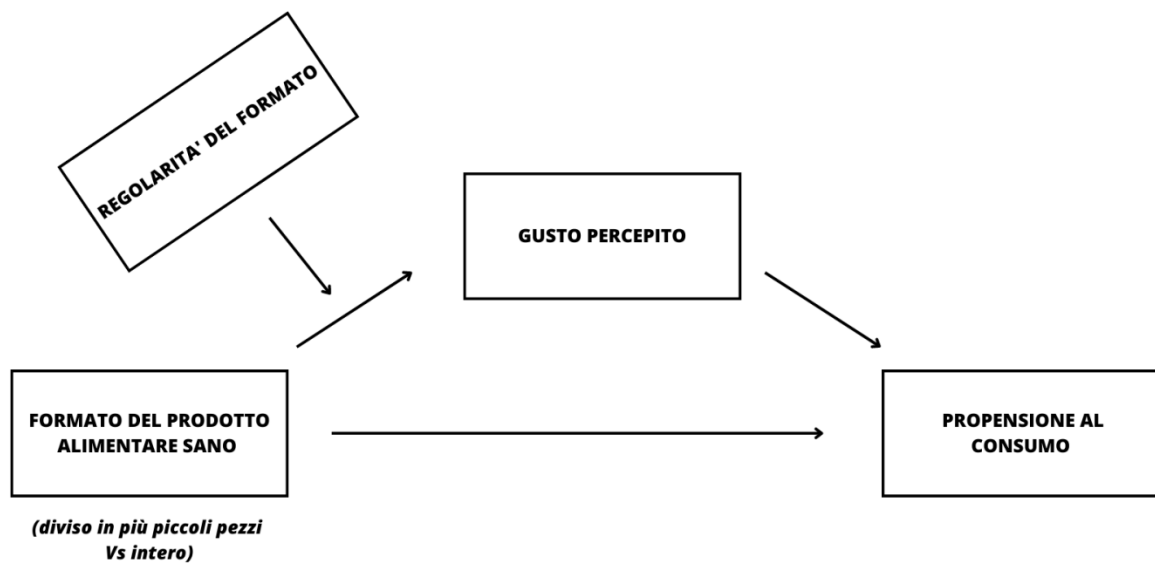 REGOLARITA' DEL FORMATO
GUSTO PERCEPITO
FORMATO DEL PRODOTTO
ALIMENTARE SANO
(diviso in più piccoli pezzi
Vs intero)
PROPENSIONE AL
CONSUMO